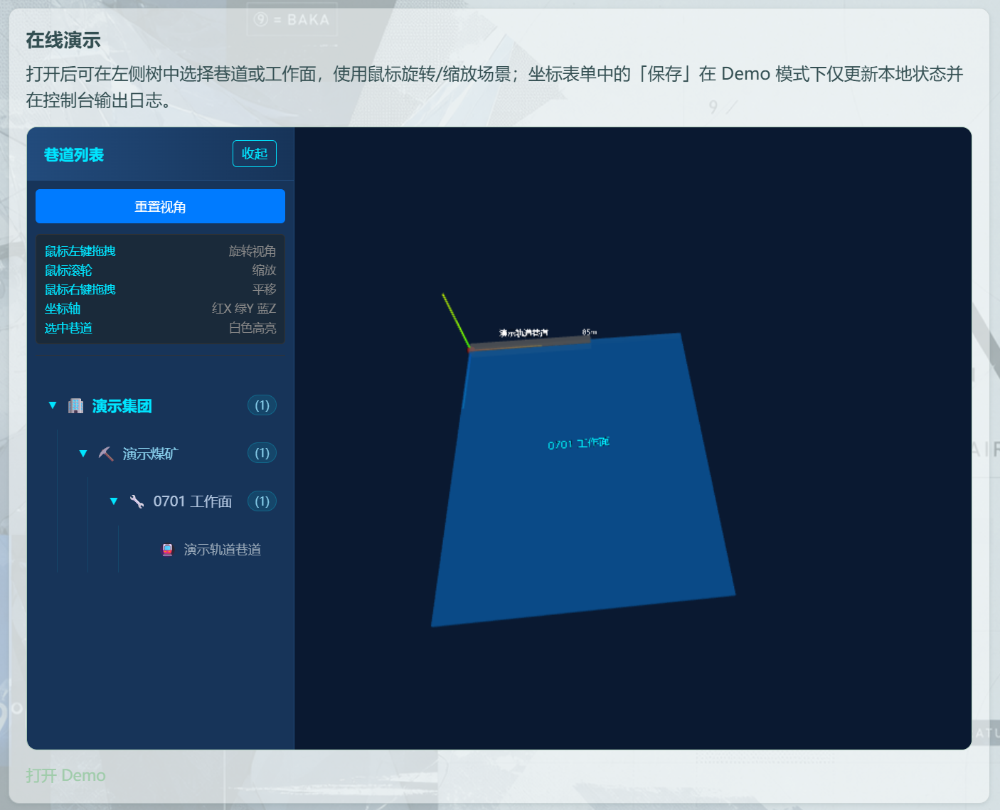 ⑨ = BAKA
在线演示
打开后可在左侧树中选择巷道或工作面，使用鼠标旋转/缩放场景；坐标表单中的「保存」在 Demo 模式下仅更新本地状态并
在控制台输出日志。
9 /
巷道列表 收起
重置视角
鼠标左键拖拽 旋转视角
鼠标滚轮 缩放
鼠标右键拖拽 平移
坐标轴 红X 绿Y 蓝Z
选中巷道 白色高亮
演示轨道巷道 85m
▼ 演示集团 (1)
0701 工作面
▼ 演示煤矿 (1)
▼ 0701 工作面 (1)
演示轨道巷道
打开 Demo